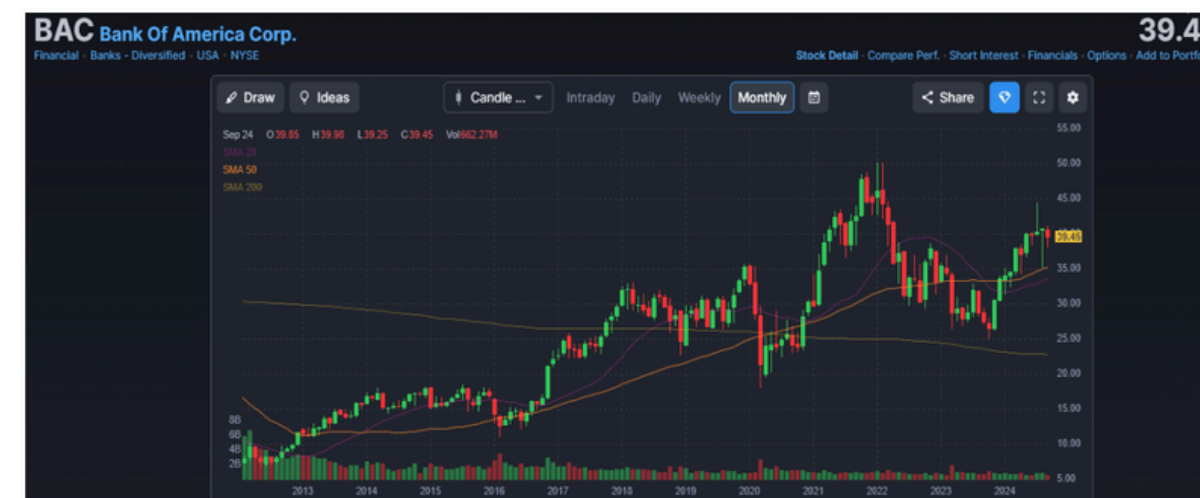 BAC Bank Of America Corp.
39.4
Financial · Banks - Diversified · USA · NYSE
Stock Detail · Compare Perf. · Short Interest · Financials · Options · Add to Portfo
Draw Ideas Candle ... Intraday Daily Weekly Monthly Share
Sep 24 O39.85 H39.98 L39.25 C39.45 Vol662.27M
SMA 20
SMA 50
SMA 200
55.00
50.00
45.00
39.45
35.00
30.00
25.00
20.00
15.00
10.00
5.00
8B
6B
4B
2B
2013 2014 2015 2016 2017 2018 2019 2020 2021 2022 2023 2024